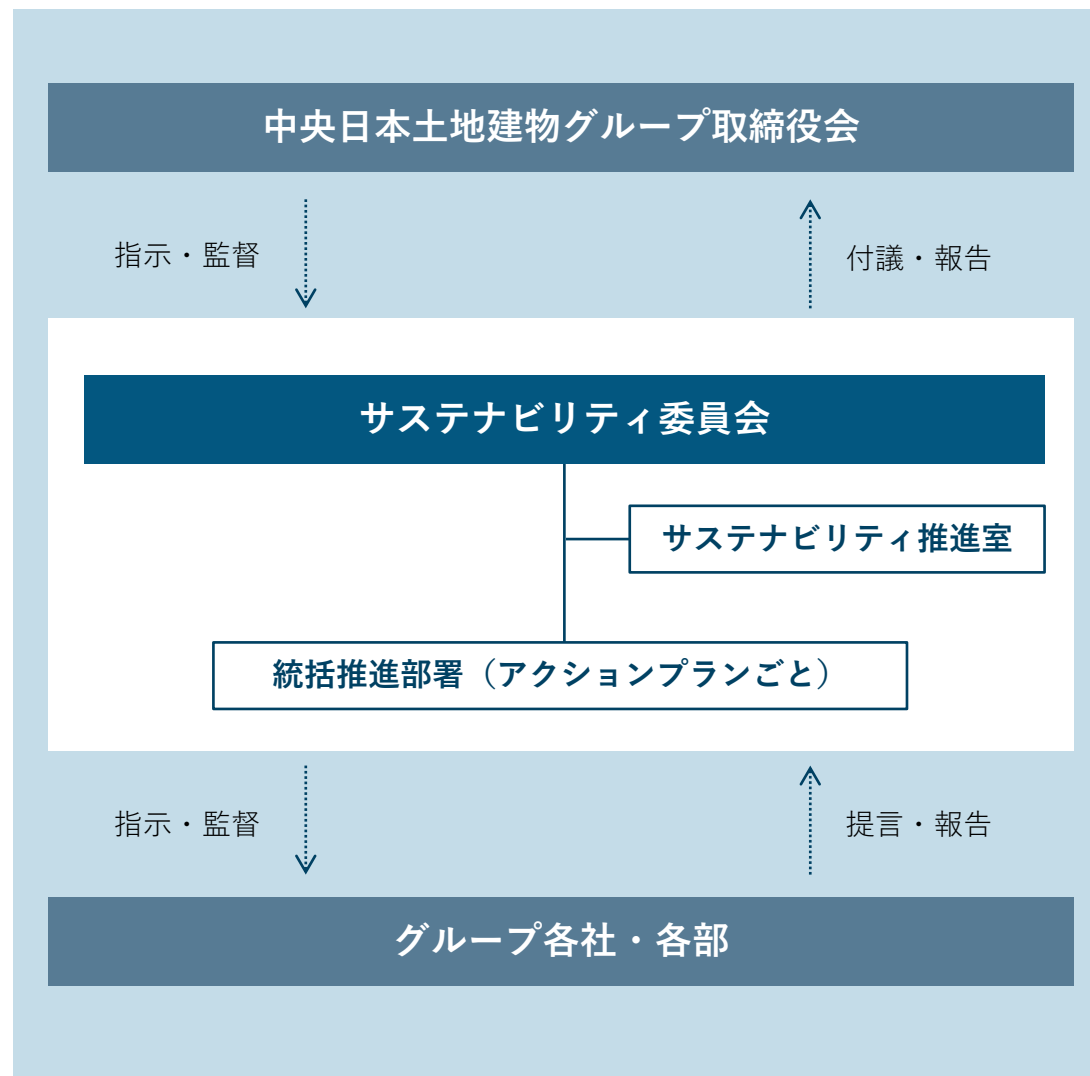 中央日本土地建物グループ取締役会
指示・監督
付議・報告
サステナビリティ委員会
サステナビリティ推進室
統括推進部署（アクションプランごと）
指示・監督
提言・報告
グループ各社・各部